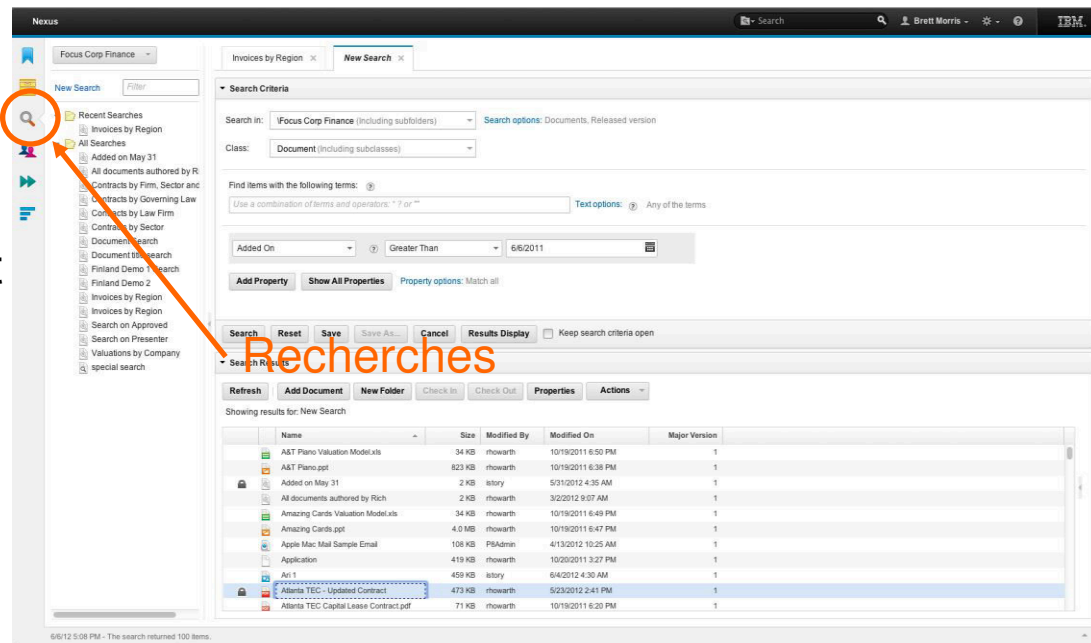 Nexus
Search
Brett Morris
IBM.
Focus Corp Finance
New Search
Filter
Recent Searches
Invoices by Region
All Searches
Added on May 31
All documents authored by R
Contracts by Firm, Sector and
Contracts by Governing Law
Contracts by Law Firm
Contracts by Sector
Document Search
Document title search
Finland Demo 1 Search
Finland Demo 2
Invoices by Region
Invoices by Region
Search on Approved
Search on Presenter
Valuations by Company
special search
Invoices by Region ×
New Search ×
Search Criteria
Search in: \Focus Corp Finance (Including subfolders) Search options: Documents, Released version
Class: Document (Including subclasses)
Find items with the following terms: ?
Use a combination of terms and operators: * ? or "" Text options: ? Any of the terms
Added On ? Greater Than 6/6/2011
Add Property Show All Properties Property options: Match all
Search Reset Save Save As... Cancel Results Display Keep search criteria open
Recherches
Search Results
Refresh Add Document New Folder Check In Check Out Properties Actions
Showing results for: New Search
Name Size Modified By Modified On Major Version
A&T Plano Valuation Model.xls 34 KB rhowarth 10/19/2011 6:50 PM 1
A&T Plano.ppt 823 KB rhowarth 10/19/2011 6:38 PM 1
Added on May 31 2 KB istory 5/31/2012 4:35 AM 1
All documents authored by Rich 2 KB rhowarth 3/2/2012 9:07 AM 1
Amazing Cards Valuation Model.xls 34 KB rhowarth 10/19/2011 6:49 PM 1
Amazing Cards.ppt 4.0 MB rhowarth 10/19/2011 6:47 PM 1
Apple Mac Mail Sample Email 108 KB P8Admin 4/13/2012 10:25 AM 1
Application 419 KB rhowarth 10/20/2011 3:27 PM 1
Ari 1 459 KB istory 6/4/2012 4:30 AM 1
Atlanta TEC - Updated Contract 473 KB rhowarth 5/23/2012 2:41 PM 1
Atlanta TEC Capital Lease Contract.pdf 71 KB rhowarth 10/19/2011 6:20 PM 1
6/6/12 5:08 PM - The search returned 100 items.